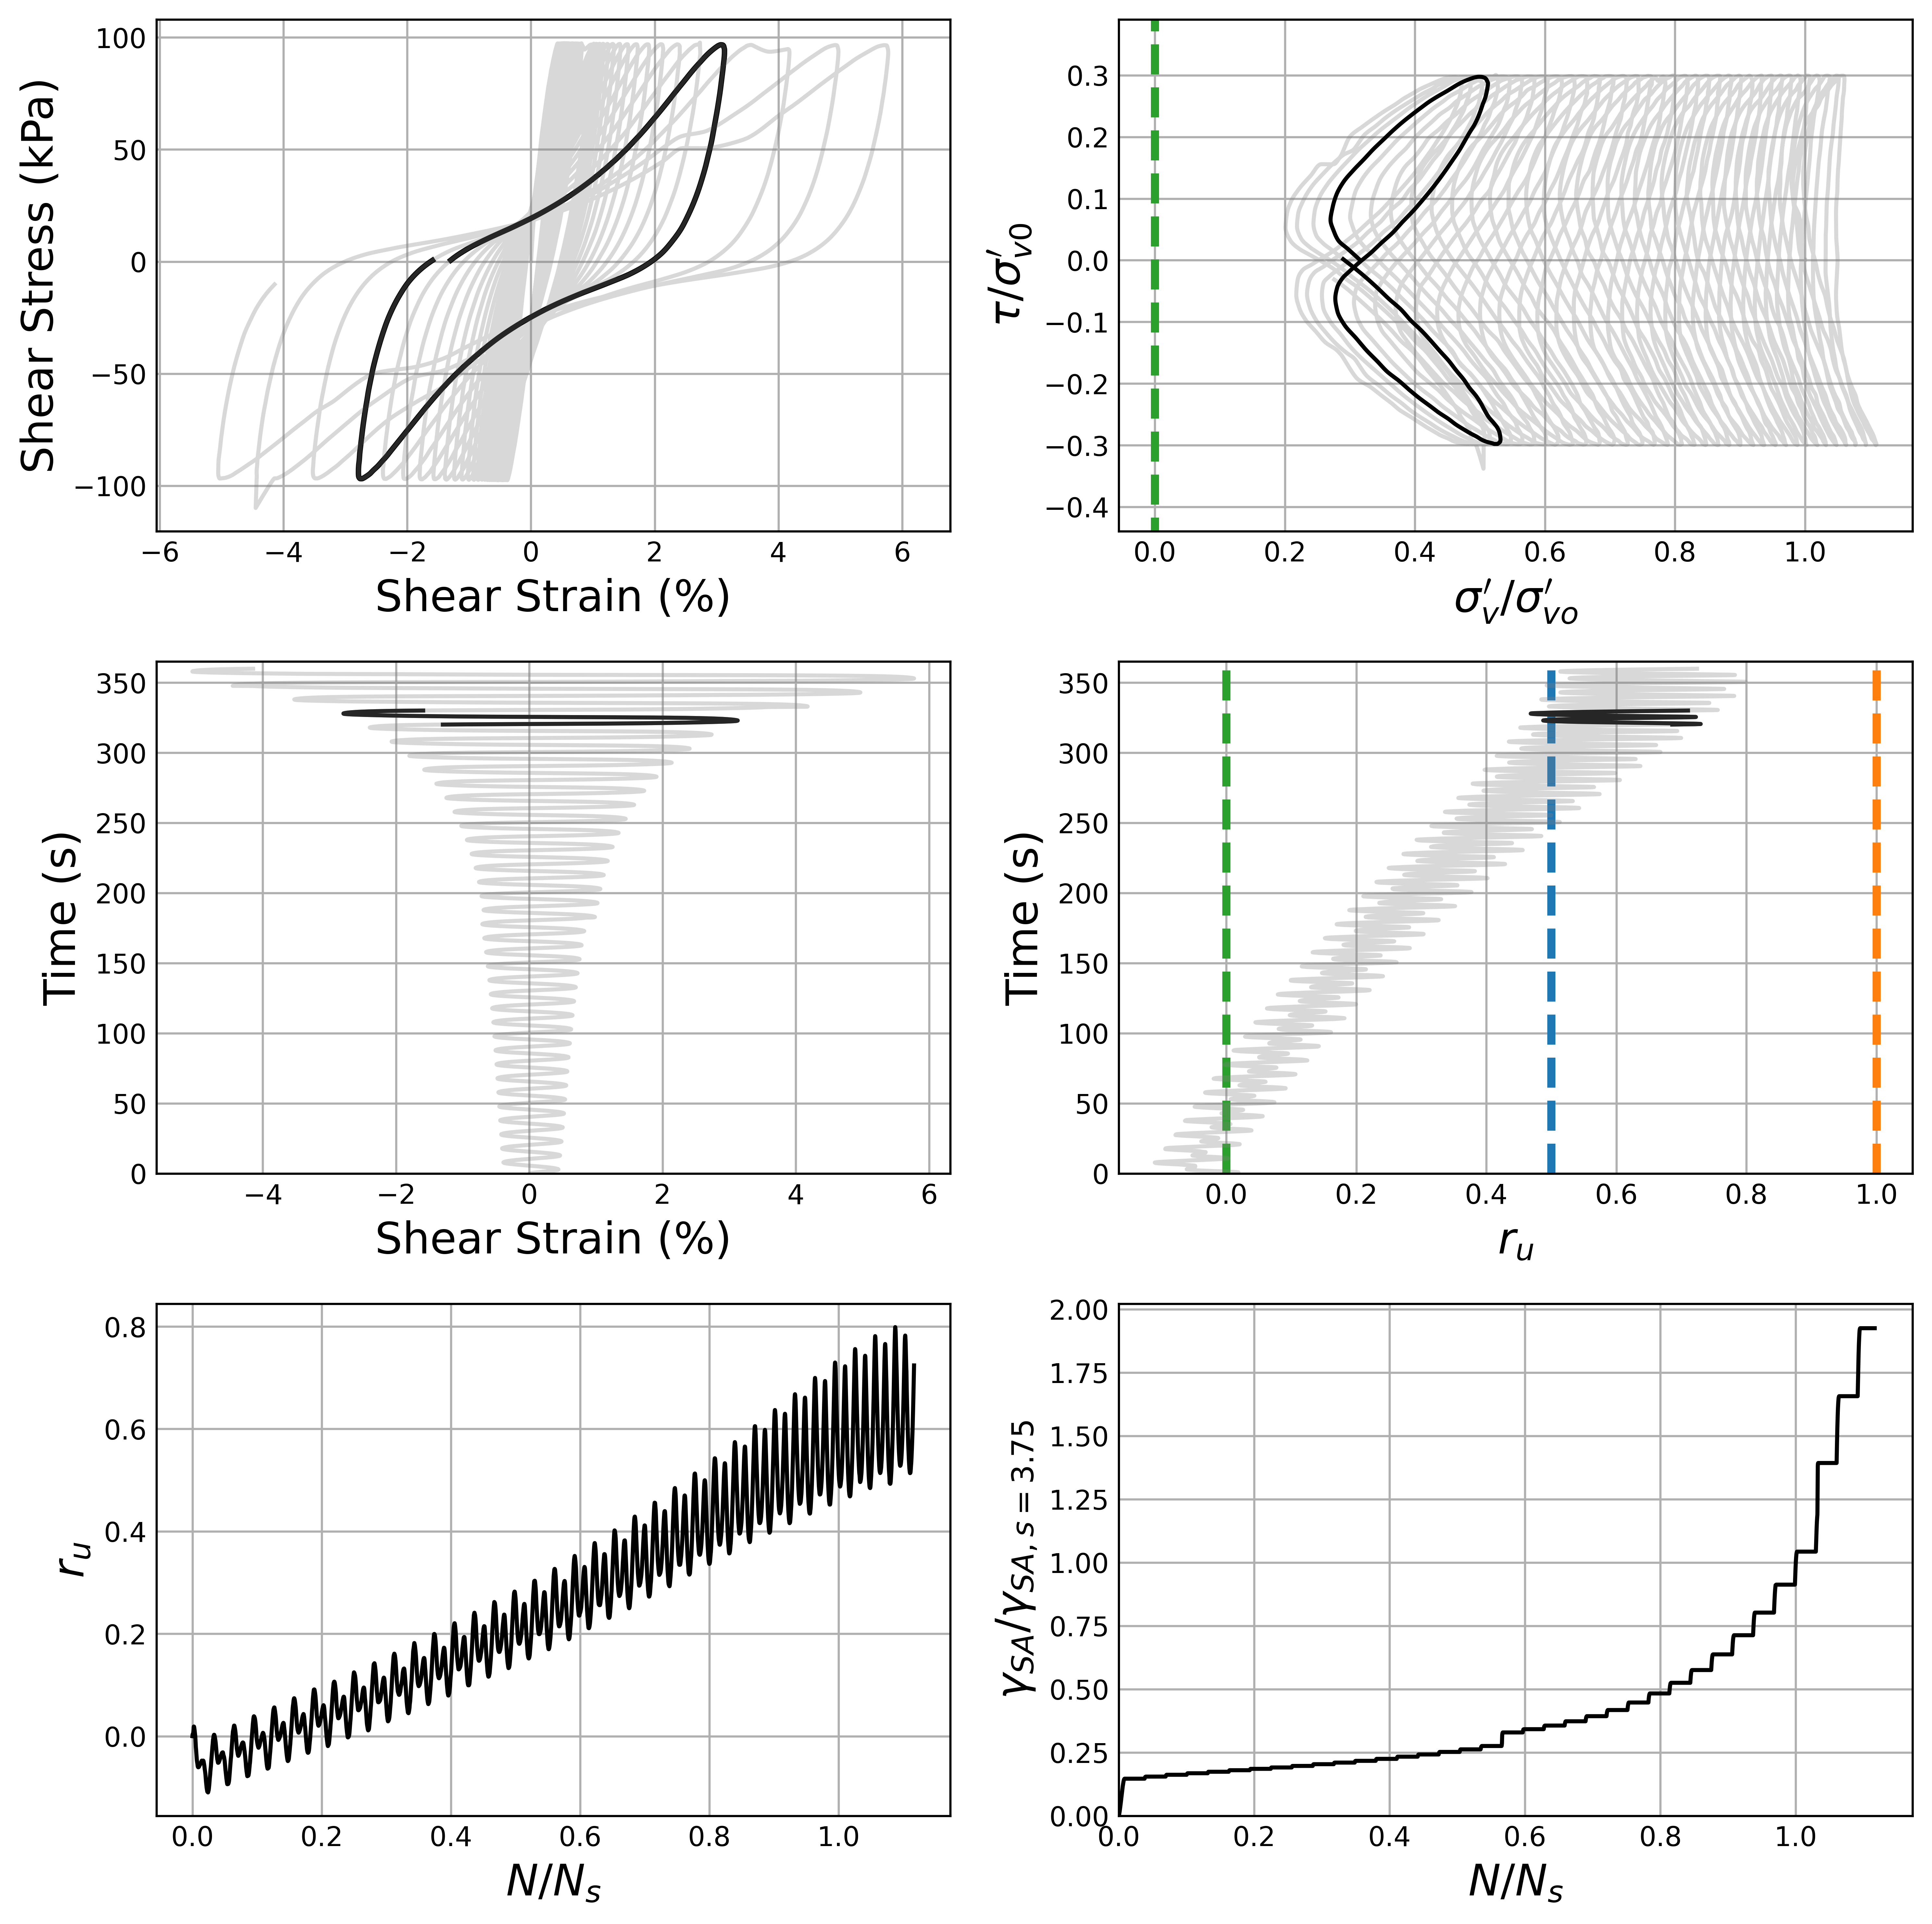 100
50
0
−50
−100
Shear Stress (kPa)
−6 −4 −2 0 2 4 6
Shear Strain (%)
0.3
0.2
0.1
0.0
−0.1
−0.2
−0.3
−0.4
τ/σ′v0
0.0 0.2 0.4 0.6 0.8 1.0
σ′v/σ′vo
350
300
250
200
150
100
50
0
Time (s)
−4 −2 0 2 4 6
Shear Strain (%)
350
300
250
200
150
100
50
0
Time (s)
0.0 0.2 0.4 0.6 0.8 1.0
ru
0.8
0.6
0.4
0.2
0.0
ru
0.0 0.2 0.4 0.6 0.8 1.0
N/Ns
2.00
1.75
1.50
1.25
1.00
0.75
0.50
0.25
0.00
γSA/γSA, s = 3.75
0.0 0.2 0.4 0.6 0.8 1.0
N/Ns